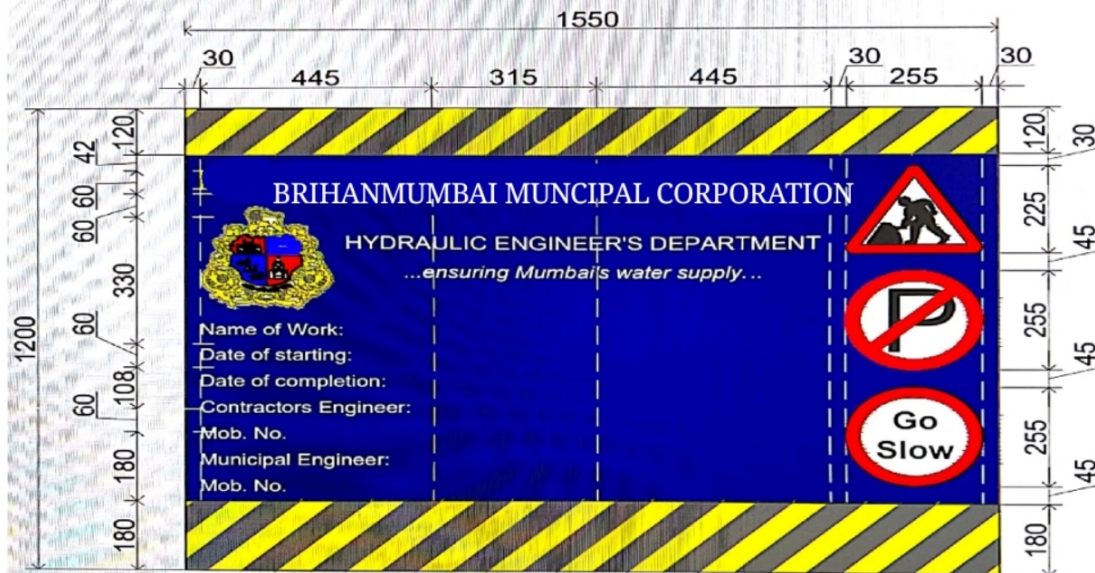 1550
30 445 315 445 30 255 30
120
42
60
60
330
60
108
60
180
180
1200
BRIHANMUMBAI MUNCIPAL CORPORATION
HYDRAULIC ENGINEER'S DEPARTMENT
...ensuring Mumbai's water supply...
Name of Work:
Date of starting:
Date of completion:
Contractors Engineer:
Mob. No.
Municipal Engineer:
Mob. No.
P
Go
Slow
120
30
225
45
255
45
255
45
180